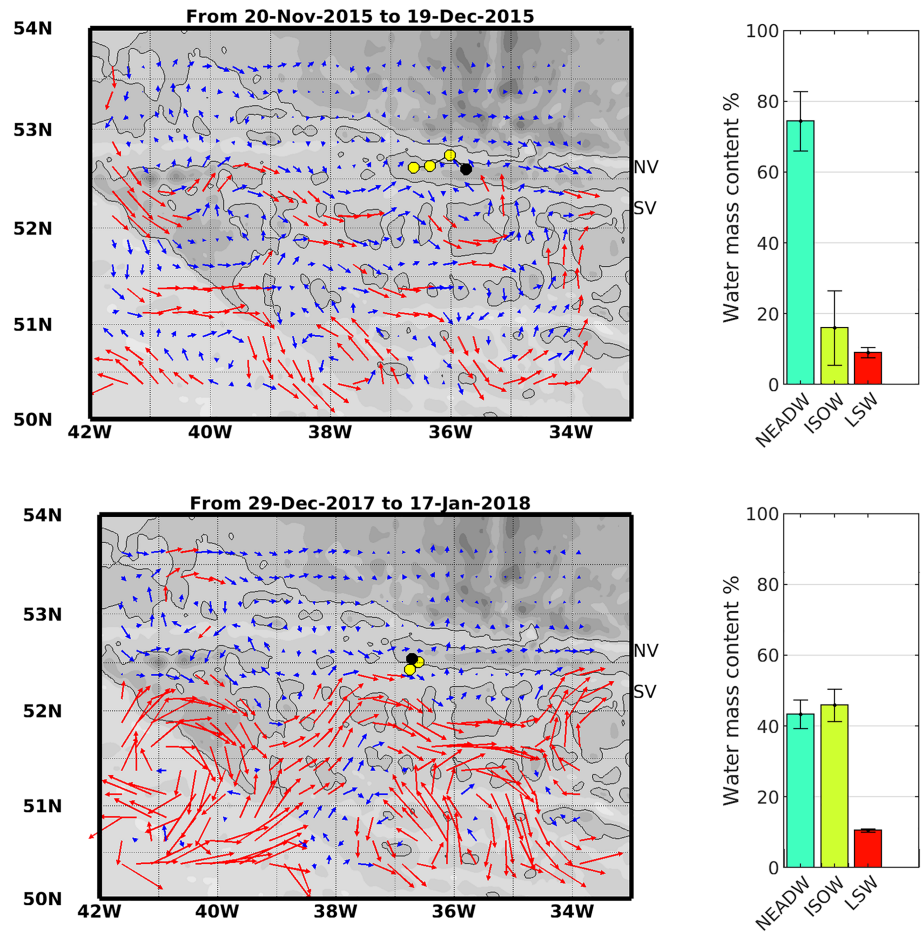 From 20-Nov-2015 to 19-Dec-2015
54N
53N
52N
51N
50N
42W 40W 38W 36W 34W
NV
SV
Water mass content %
100
80
60
40
20
0
NEADW
ISOW
LSW
From 29-Dec-2017 to 17-Jan-2018
54N
53N
52N
51N
50N
42W 40W 38W 36W 34W
NV
SV
Water mass content %
100
80
60
40
20
0
NEADW
ISOW
LSW